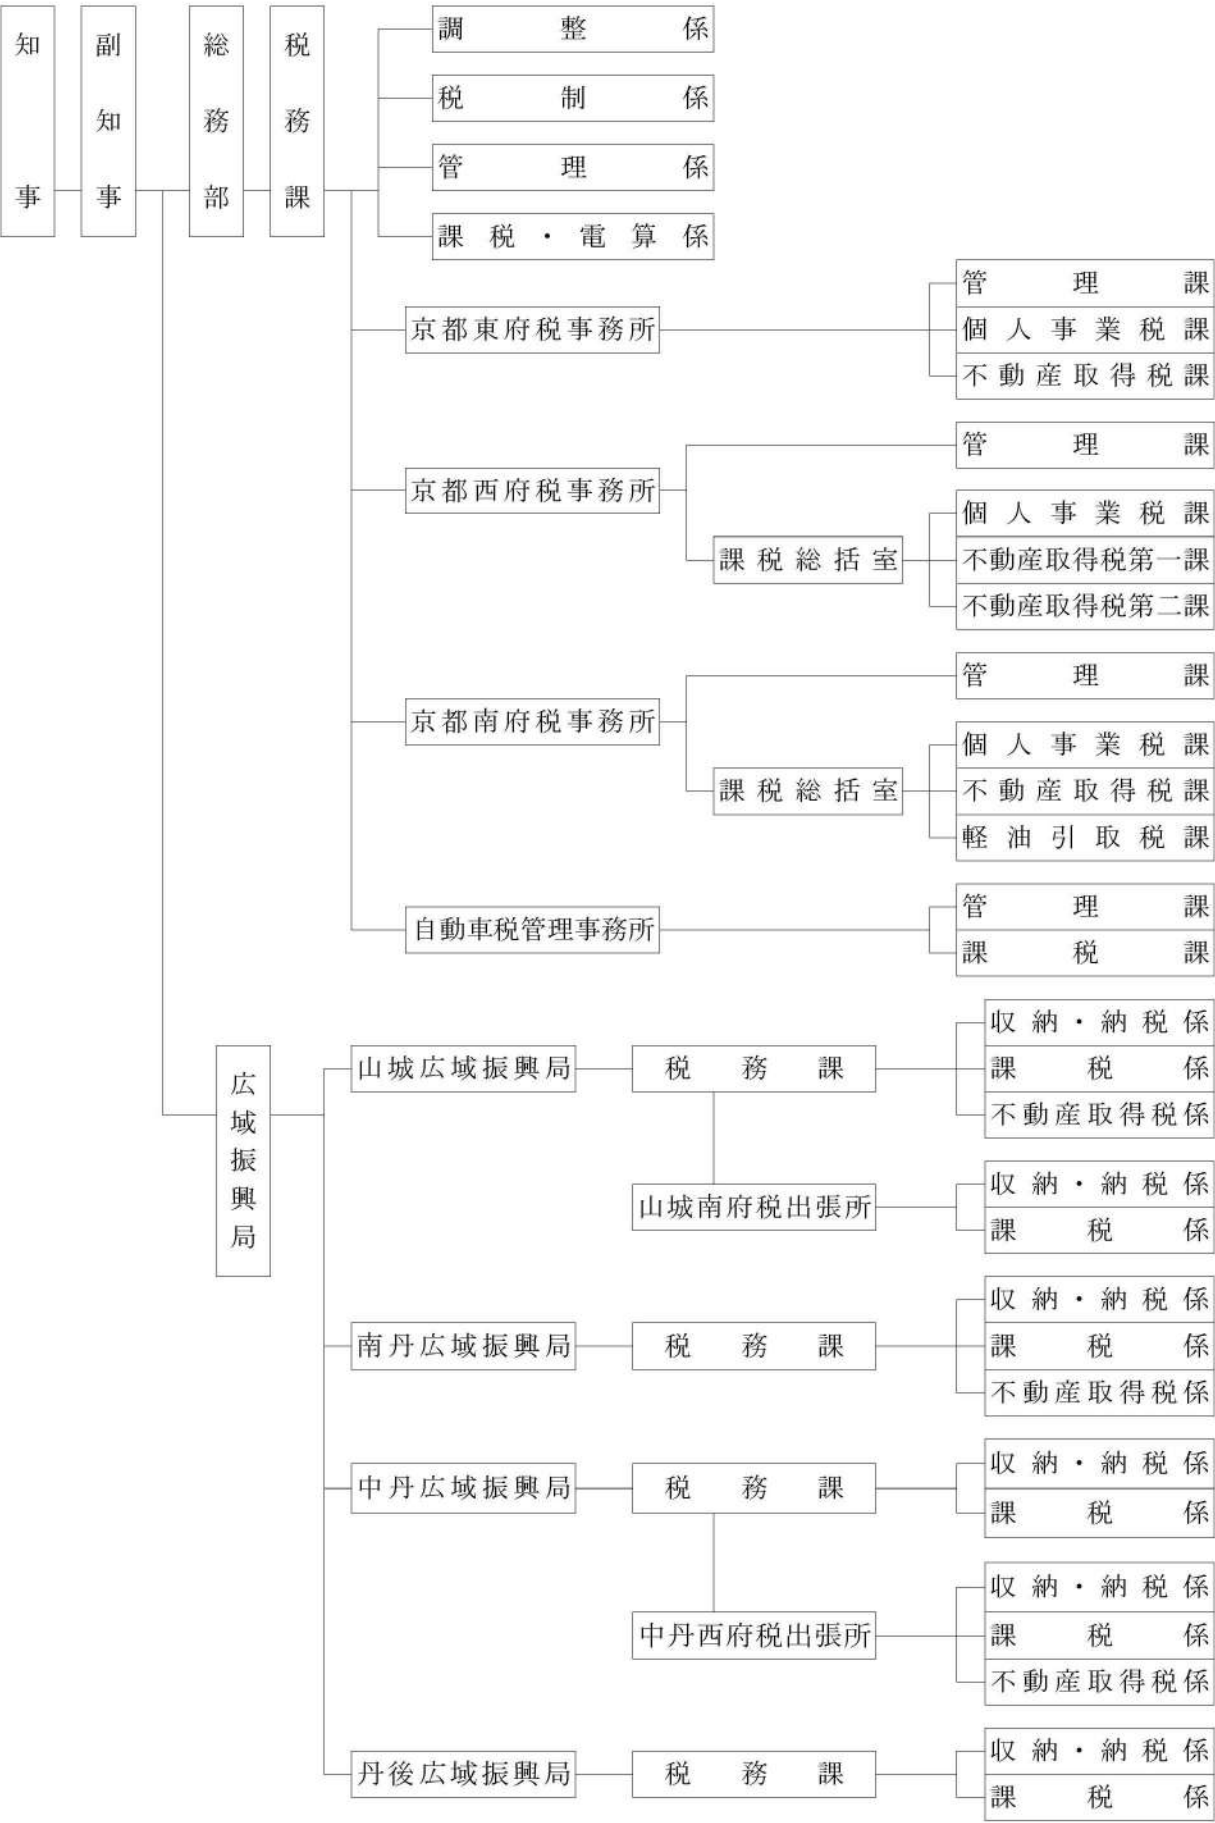 知事
副知事
総務部
税務課
調整係
税制係
管理係
課税・電算係
京都東府税事務所
管理課
個人事業税課
不動産取得税課
京都西府税事務所
管理課
課税総括室
個人事業税課
不動産取得税第一課
不動産取得税第二課
京都南府税事務所
管理課
課税総括室
個人事業税課
不動産取得税課
軽油引取税課
自動車税管理事務所
管理課
課税課
広域振興局
山城広域振興局
税務課
収納・納税係
課税係
不動産取得税係
山城南府税出張所
収納・納税係
課税係
南丹広域振興局
税務課
収納・納税係
課税係
不動産取得税係
中丹広域振興局
税務課
収納・納税係
課税係
中丹西府税出張所
収納・納税係
課税係
不動産取得税係
丹後広域振興局
税務課
収納・納税係
課税係